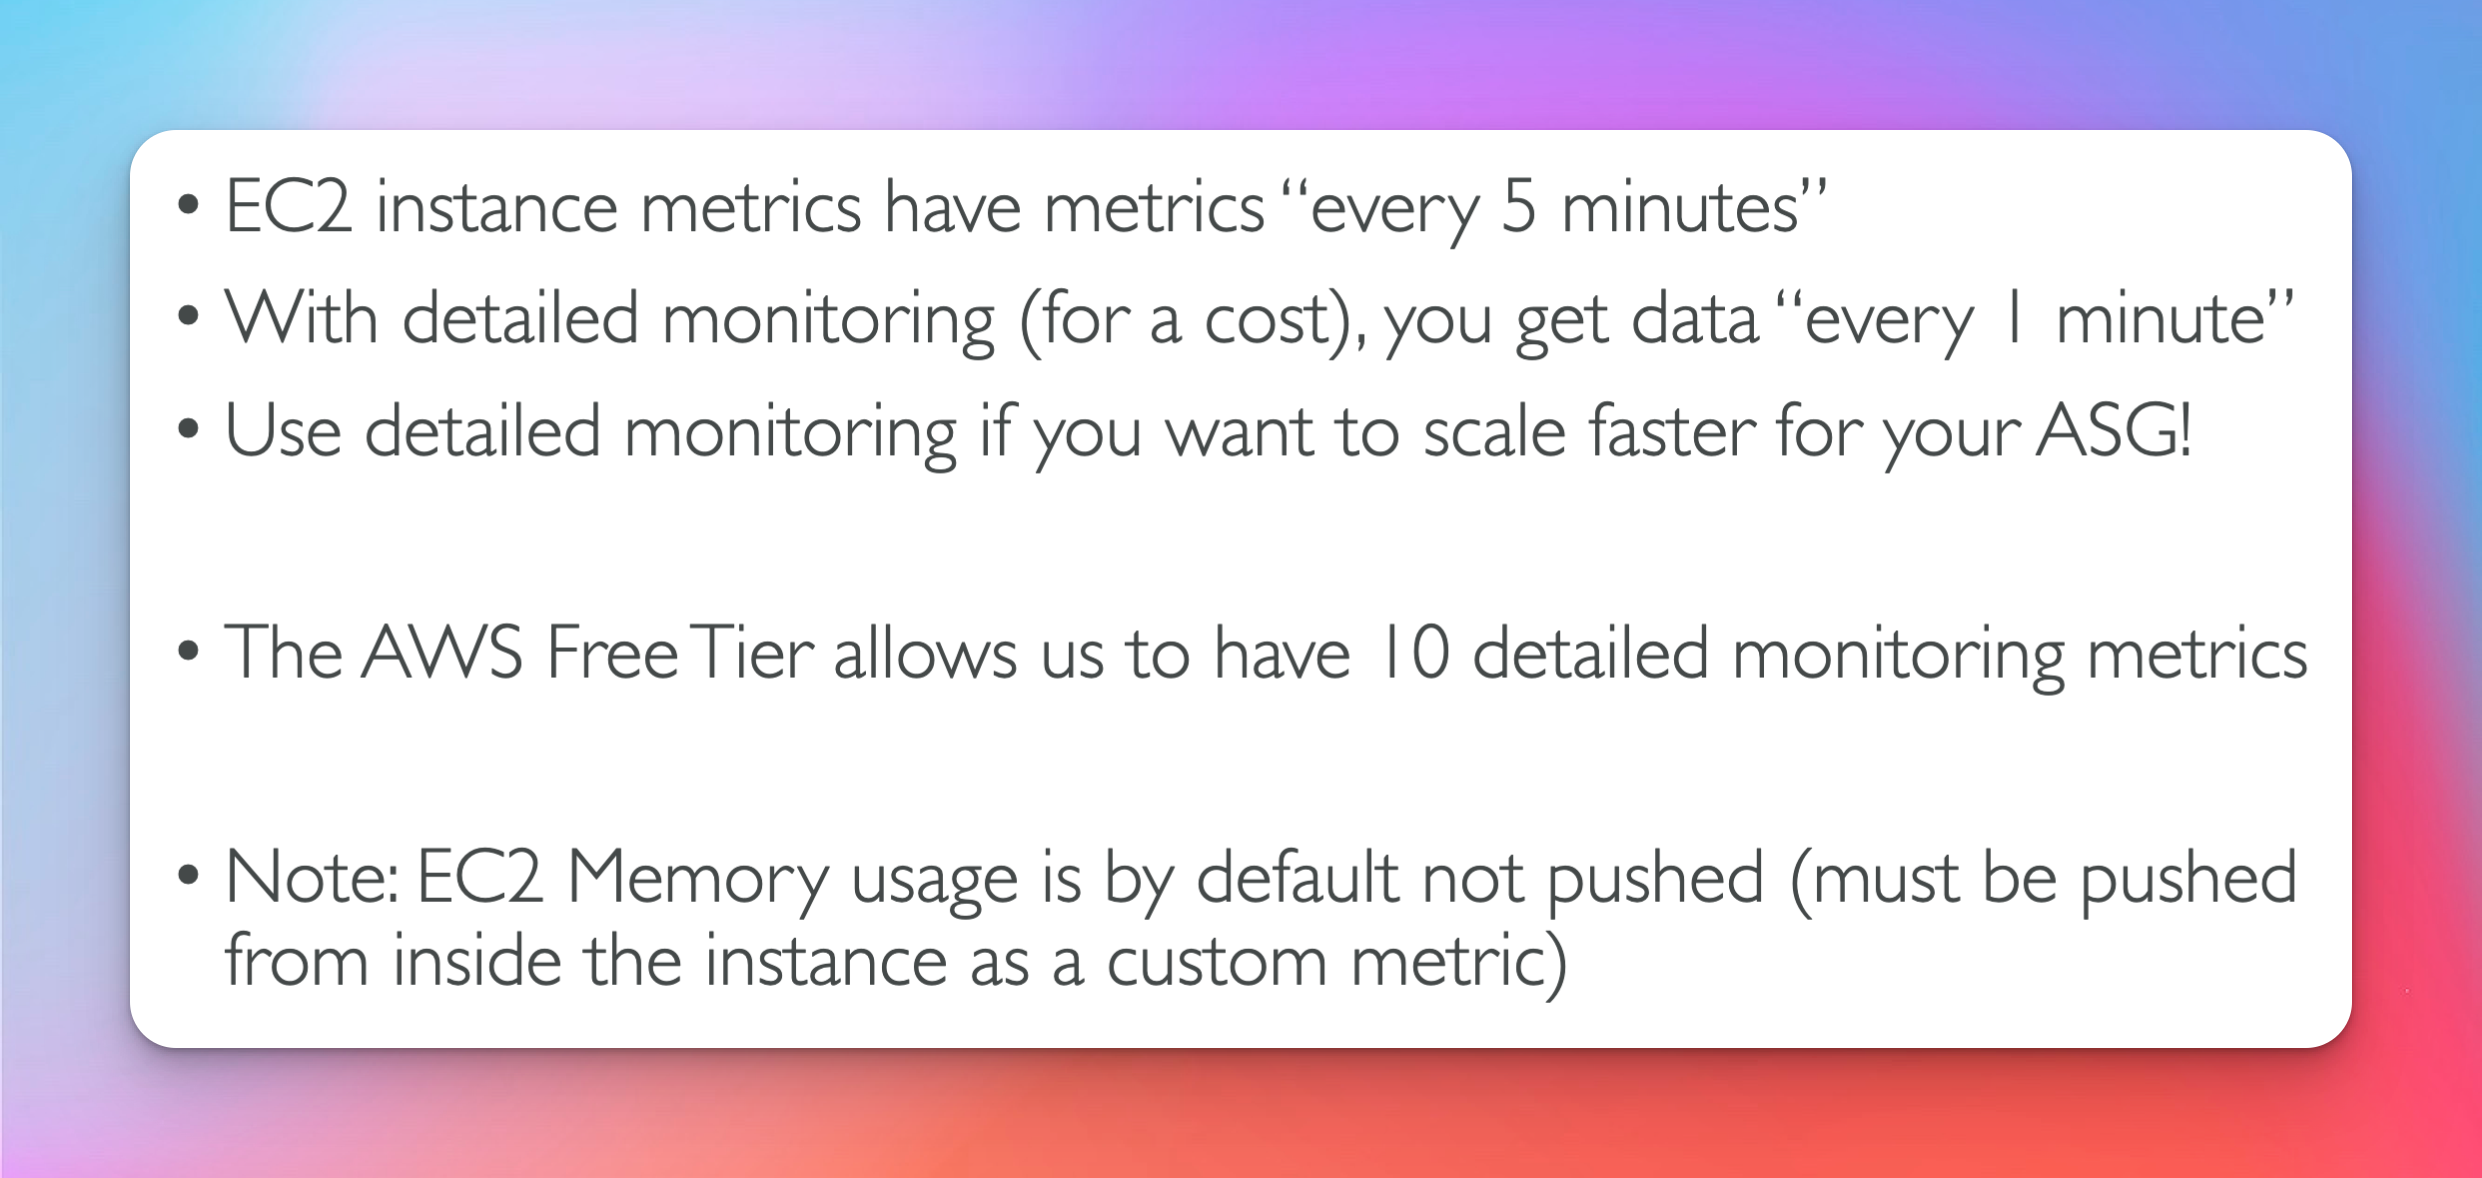 • EC2 instance metrics have metrics “every 5 minutes”
• With detailed monitoring (for a cost), you get data “every 1 minute”
• Use detailed monitoring if you want to scale faster for your ASG!
• The AWS Free Tier allows us to have 10 detailed monitoring metrics
• Note: EC2 Memory usage is by default not pushed (must be pushed
from inside the instance as a custom metric)